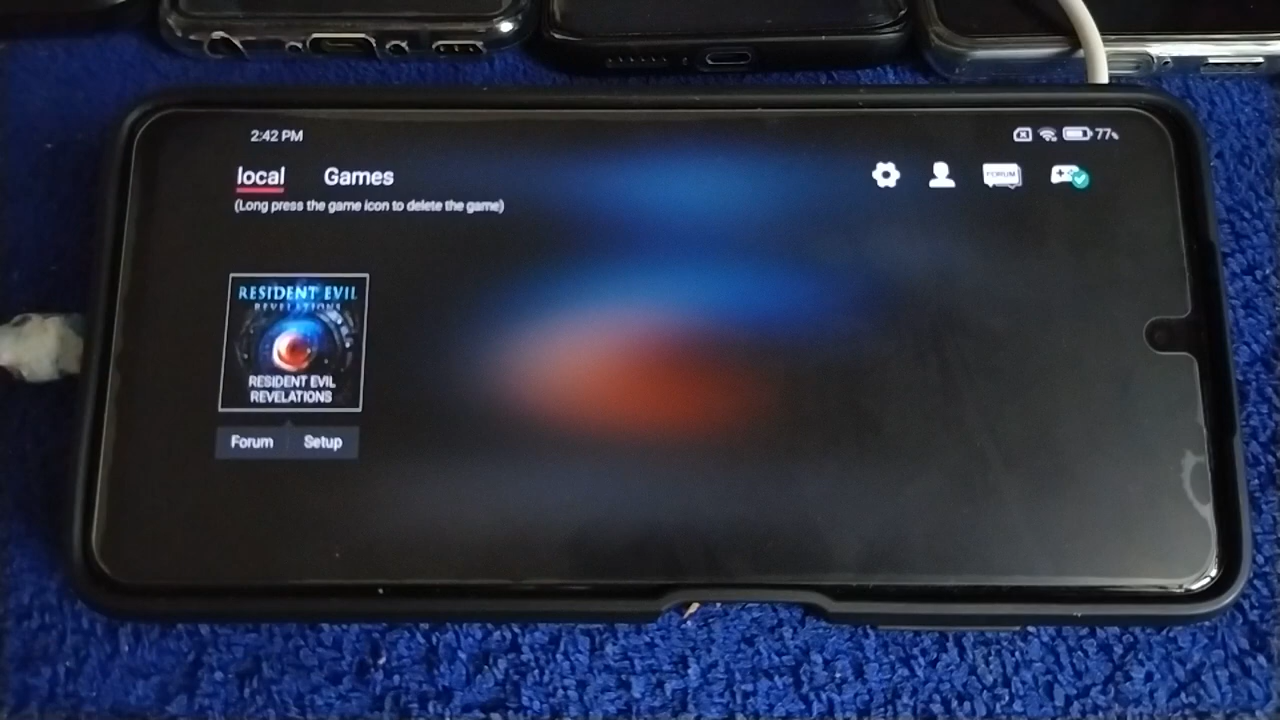 2:42 PM
77%
local
Games
FORUM
(Long press the game icon to delete the game)
RESIDENT EVIL
REVELATIONS
RESIDENT EVIL
REVELATIONS
Forum
Setup